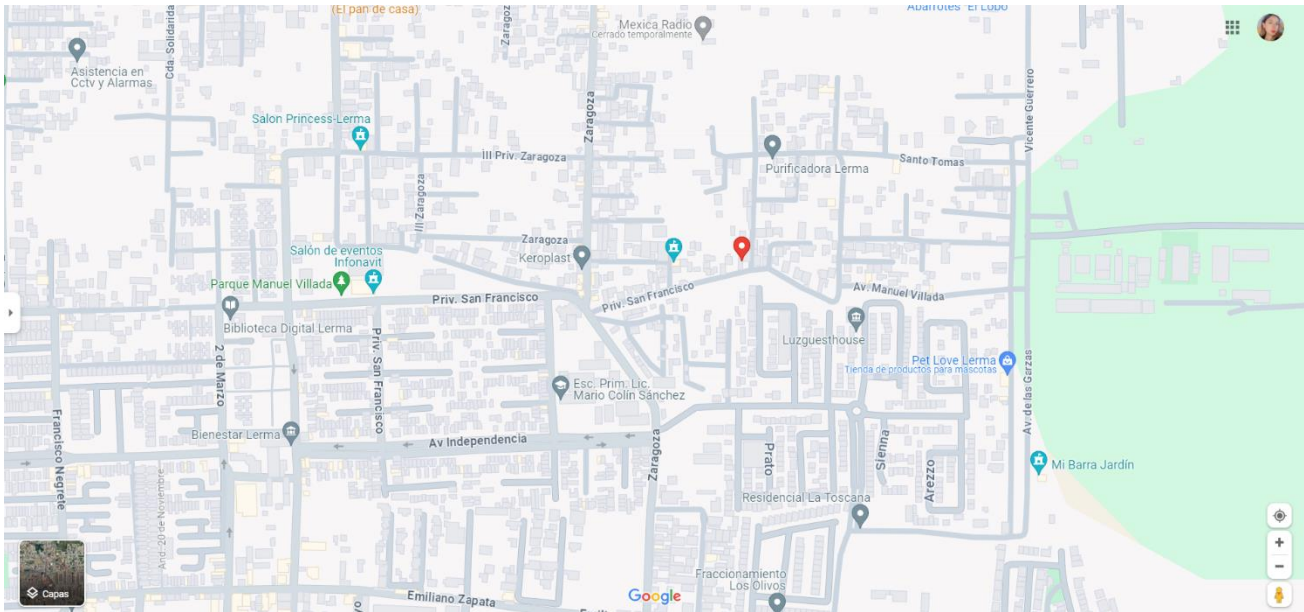 (El pan de casa)
Abarrotes "El Lobo"
Zaragoza
Mexica Radio
Cerrado temporalmente
Cda. Solidaridad
Asistencia en
Cctv y Alarmas
Vicente Guerrero
Zaragoza
Salon Princess-Lerma
III Priv. Zaragoza
Santo Tomas
Purificadora Lerma
III Zaragoza
Zaragoza
Keroplast
Salón de eventos
Infonavit
Parque Manuel Villada
Priv. San Francisco
Priv. San Francisco
Av. Manuel Villada
Biblioteca Digital Lerma
Luzguesthouse
2 de Marzo
Priv. San Francisco
Pet Love Lerma
Tienda de productos para mascotas
Esc. Prim. Lic.
Mario Colín Sánchez
Av. de las Garzas
Francisco Negrete
Bienestar Lerma
Av Independencia
Zaragoza
Prato
Sienna
Arezzo
Mi Barra Jardín
And. 20 de Noviembre
Residencial La Toscana
Fraccionamiento
Los Olivos
Capas
Emiliano Zapata
Google